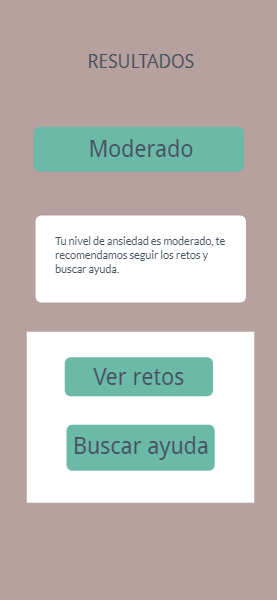 RESULTADOS
Moderado
Tu nivel de ansiedad es moderado, te
recomendamos seguir los retos y
buscar ayuda.
Ver retos
Buscar ayuda